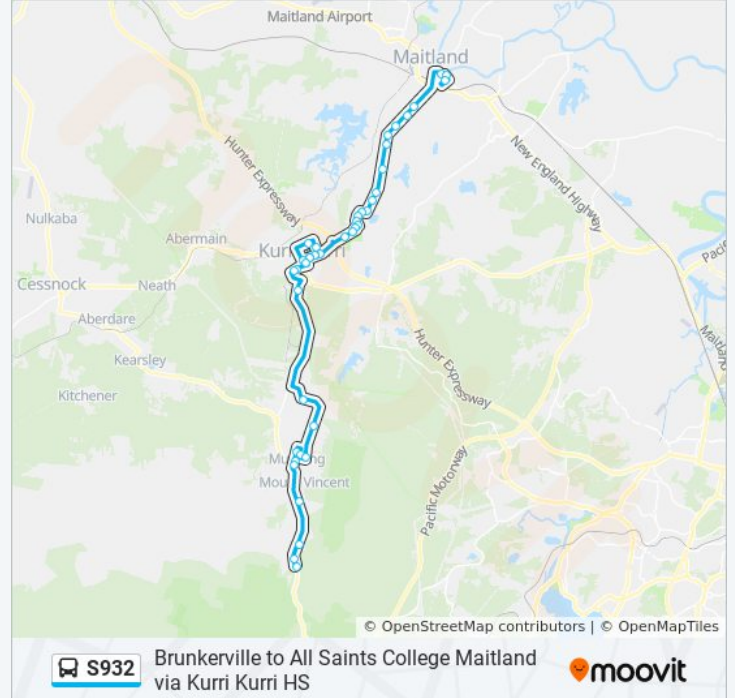 Maitland Airport
Maitland
Hunter Expressway
New England Highway
Nulkaba
Abermain
Kurri Kurri
Cessnock
Neath
Aberdare
Kearsley
Kitchener
Hunter Expressway
Pacific Motorway
Mount Vincent
© OpenStreetMap contributors | © OpenMapTiles
S932
Brunkerville to All Saints College Maitland
via Kurri Kurri HS
moovit